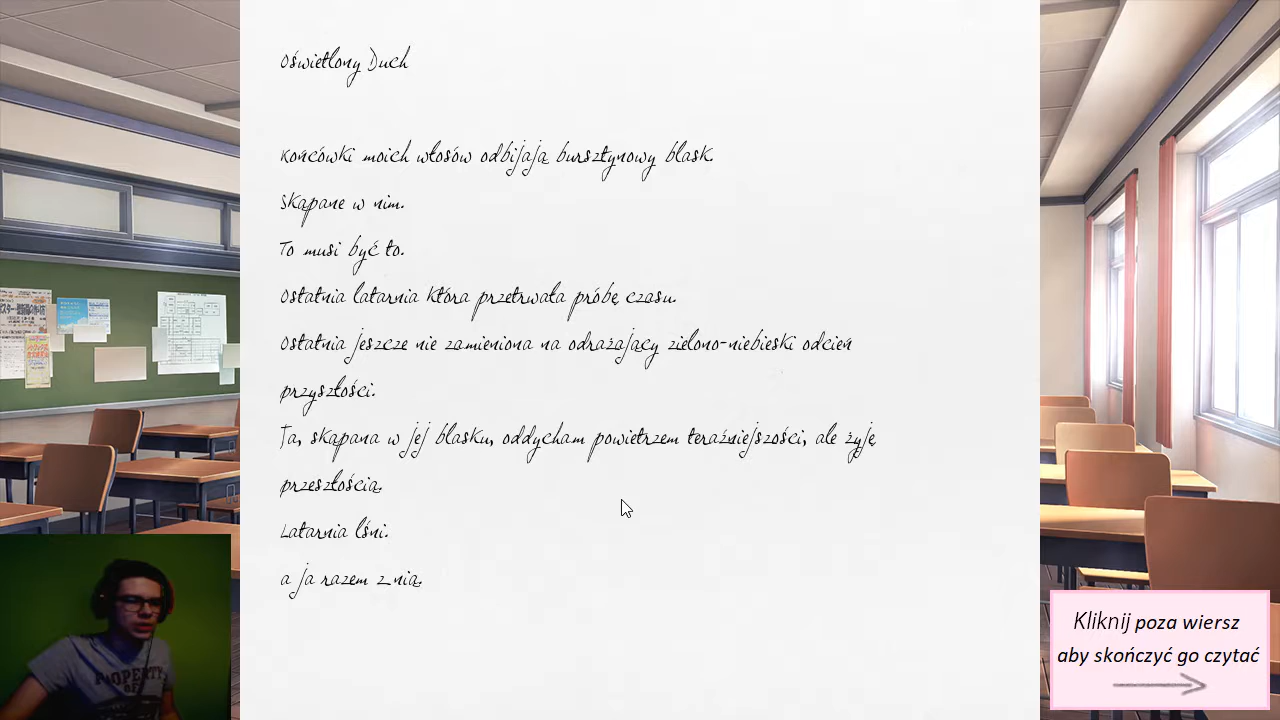 Oświetlony Duch
Końcówki moich włosów odbijają bursztynowy blask.
Skąpane w nim.
To musi być to.
Ostatnia latarnia która przetrwała próbę czasu.
Ostatnia jeszcze nie zamieniona na odrażający zielono-niebieski odcień
przyszłości.
Ta, skąpana w jej blasku, oddycham powietrzem teraźniejszości, ale żyję
przeszłością.
Latarnia lśni.
a ja razem z nią.
PROPERTY
Kliknij poza wiersz
aby skończyć go czytać